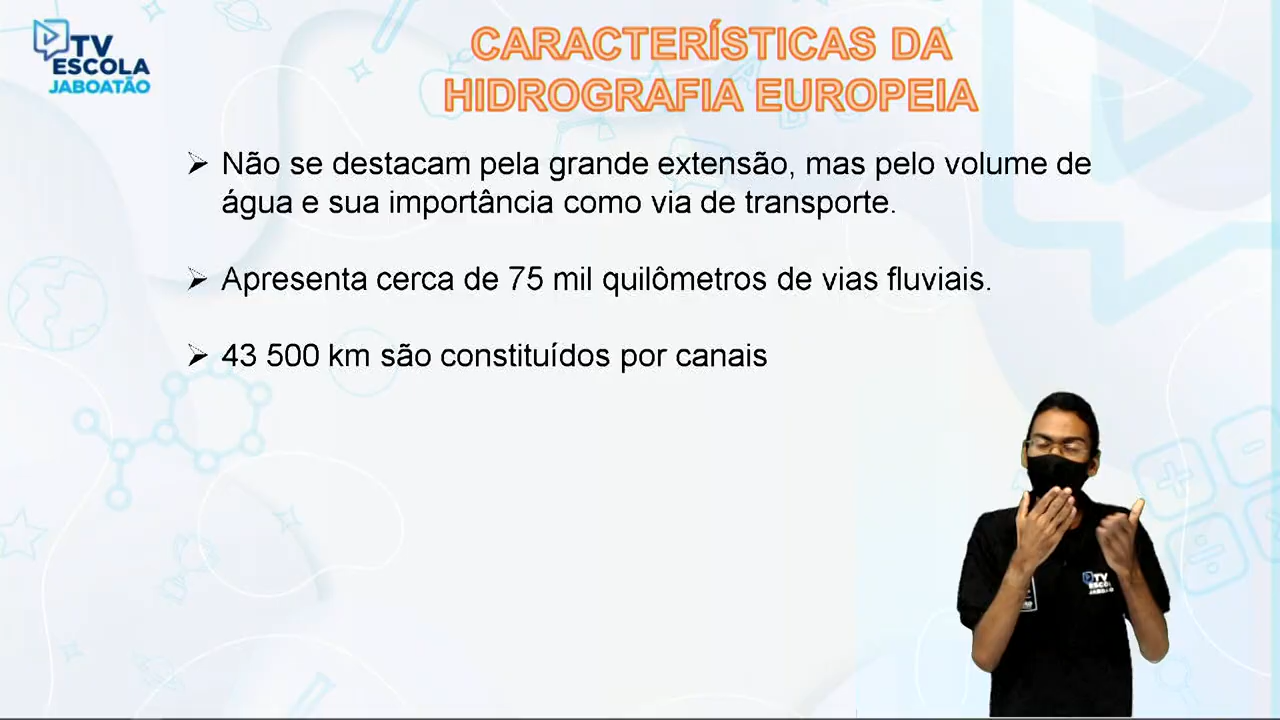 TV
ESCOLA
JABOATÃO
CARACTERÍSTICAS DA
HIDROGRAFIA EUROPEIA
Não se destacam pela grande extensão, mas pelo volume de
água e sua importância como via de transporte.
Apresenta cerca de 75 mil quilômetros de vias fluviais.
43 500 km são constituídos por canais
TV